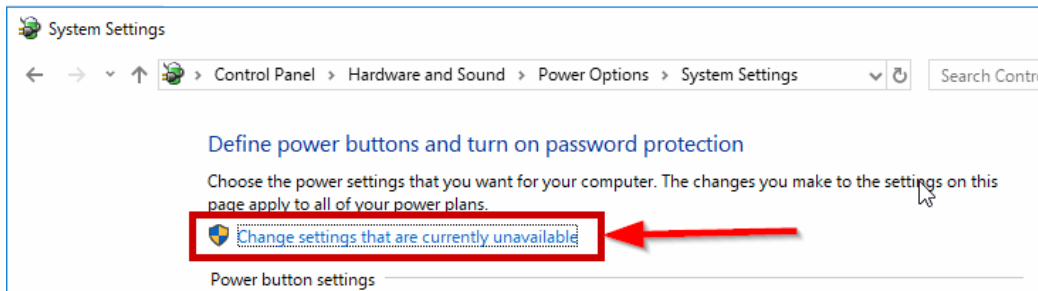 System Settings
Control Panel > Hardware and Sound > Power Options > System Settings
Search Contr
Define power buttons and turn on password protection
Choose the power settings that you want for your computer. The changes you make to the settings on this
page apply to all of your power plans.
Change settings that are currently unavailable
Power button settings